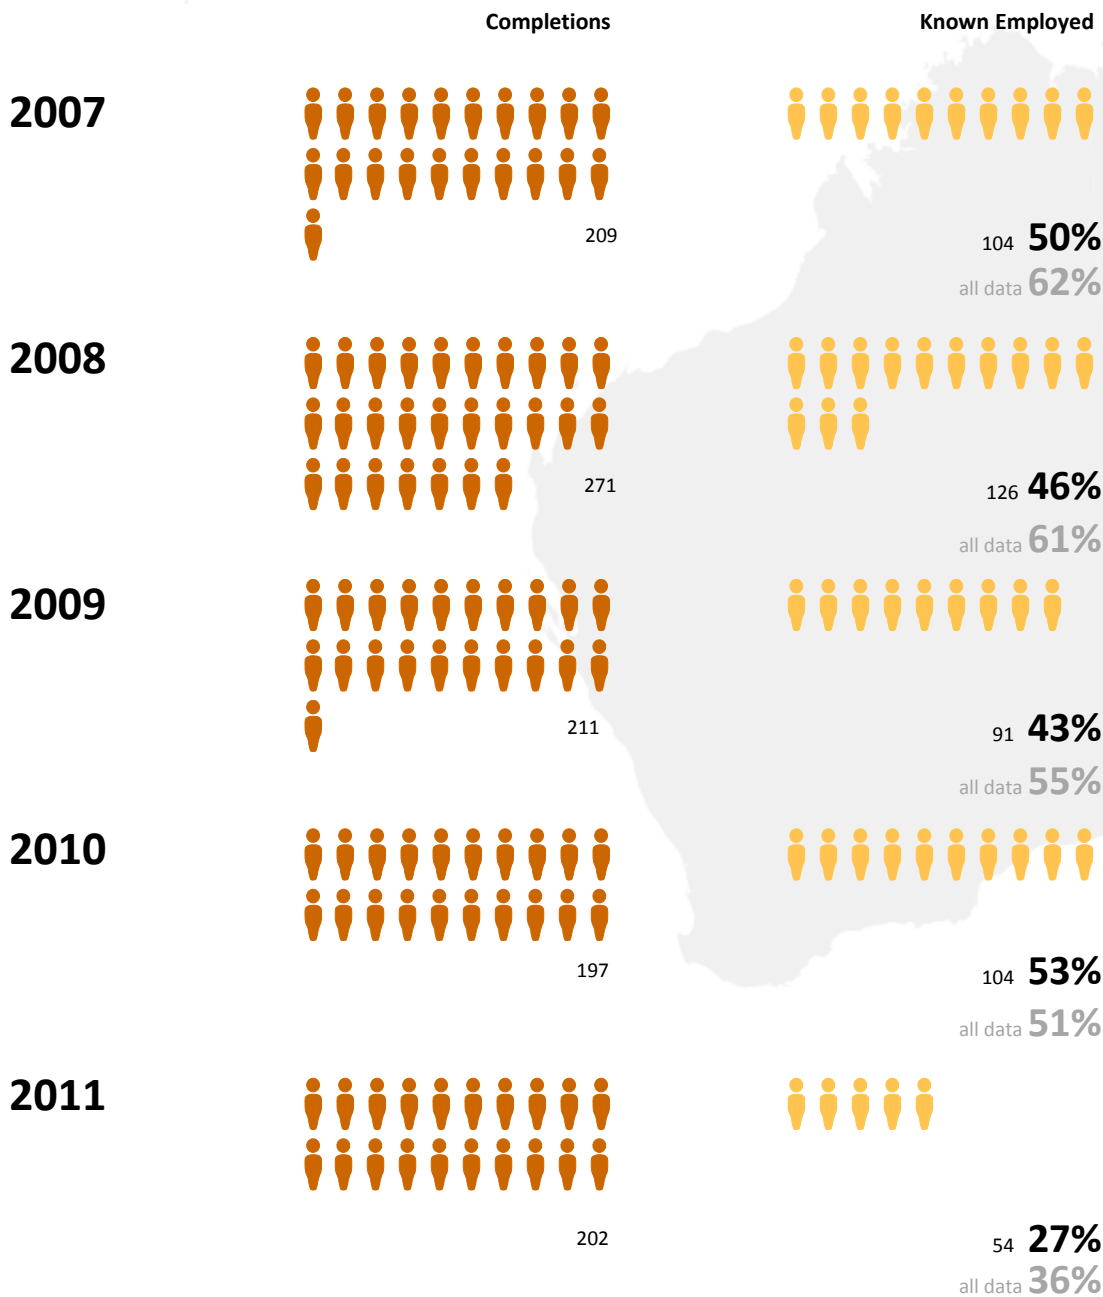 Completions Known Employed
2007
209 104 50%
all data 62%
2008
271 126 46%
all data 61%
2009
211 91 43%
all data 55%
2010
197 104 53%
all data 51%
2011
202 54 27%
all data 36%